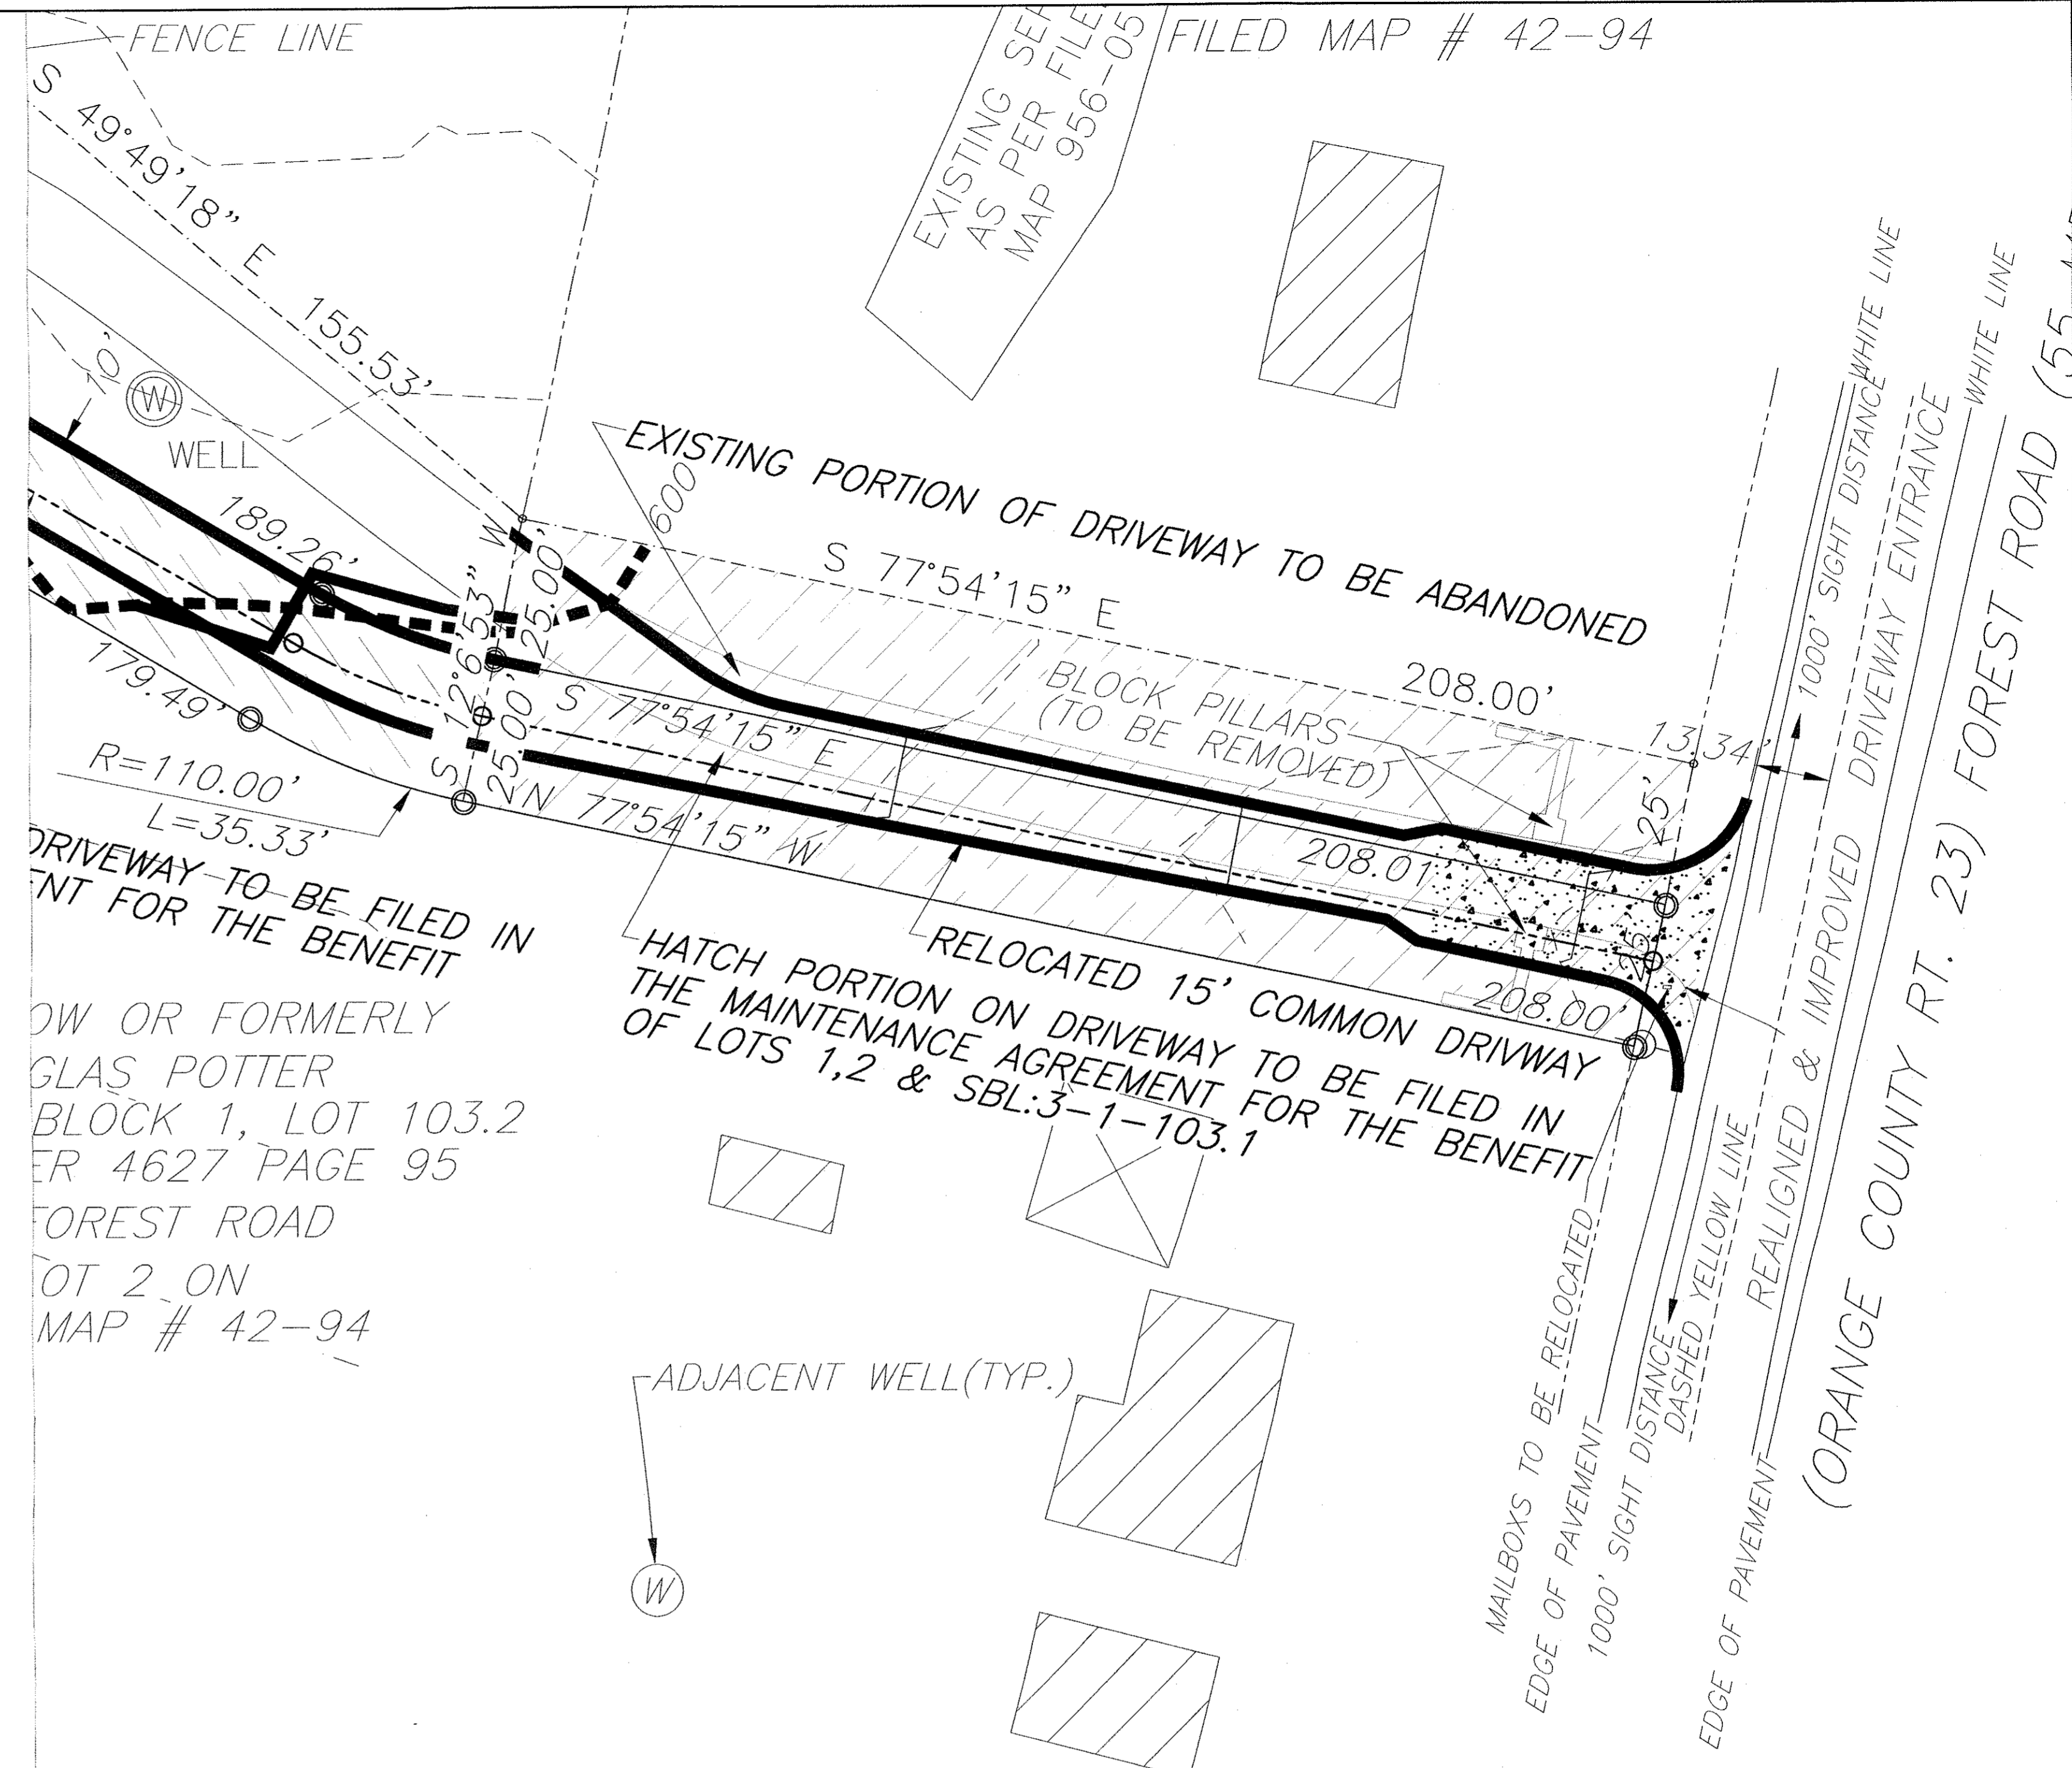 FENCE LINE
FILED MAP # 42-94
EXISTING
AS PER FILE
MAP 956-05
S 49°49'18" E
155.53'
10'
W
WELL
189.26'
W
600
EXISTING PORTION OF DRIVEWAY TO BE ABANDONED
S 77°54'15" E
208.00'
13.34'
BLOCK PILLARS
(TO BE REMOVED)
S 12°6'53"
25.00'
25.00'
S 77°54'15" E
208.01'
25'
25'
N 77°54'15" W
208.00'
179.49'
R=110.00'
L=35.33'
DRIVEWAY TO BE FILED IN
FOR THE BENEFIT
RELOCATED 15' COMMON DRIVWAY
HATCH PORTION ON DRIVEWAY TO BE FILED IN
THE MAINTENANCE AGREEMENT FOR THE BENEFIT
OF LOTS 1,2 & SBL:3-1-103.1
OR FORMERLY
POTTER
BLOCK 1, LOT 103.2
4627 PAGE 95
ROAD
2 ON
MAP # 42-94
ADJACENT WELL(TYP.)
W
WHITE LINE
1000' SIGHT DISTANCE
WHITE LINE
REALIGNED & IMPROVED DRIVEWAY ENTRANCE
(ORANGE COUNTY RT. 23) FOREST ROAD (55
MAILBOXS TO BE RELOCATED
EDGE OF PAVEMENT
1000' SIGHT DISTANCE
DASHED YELLOW LINE
EDGE OF PAVEMENT